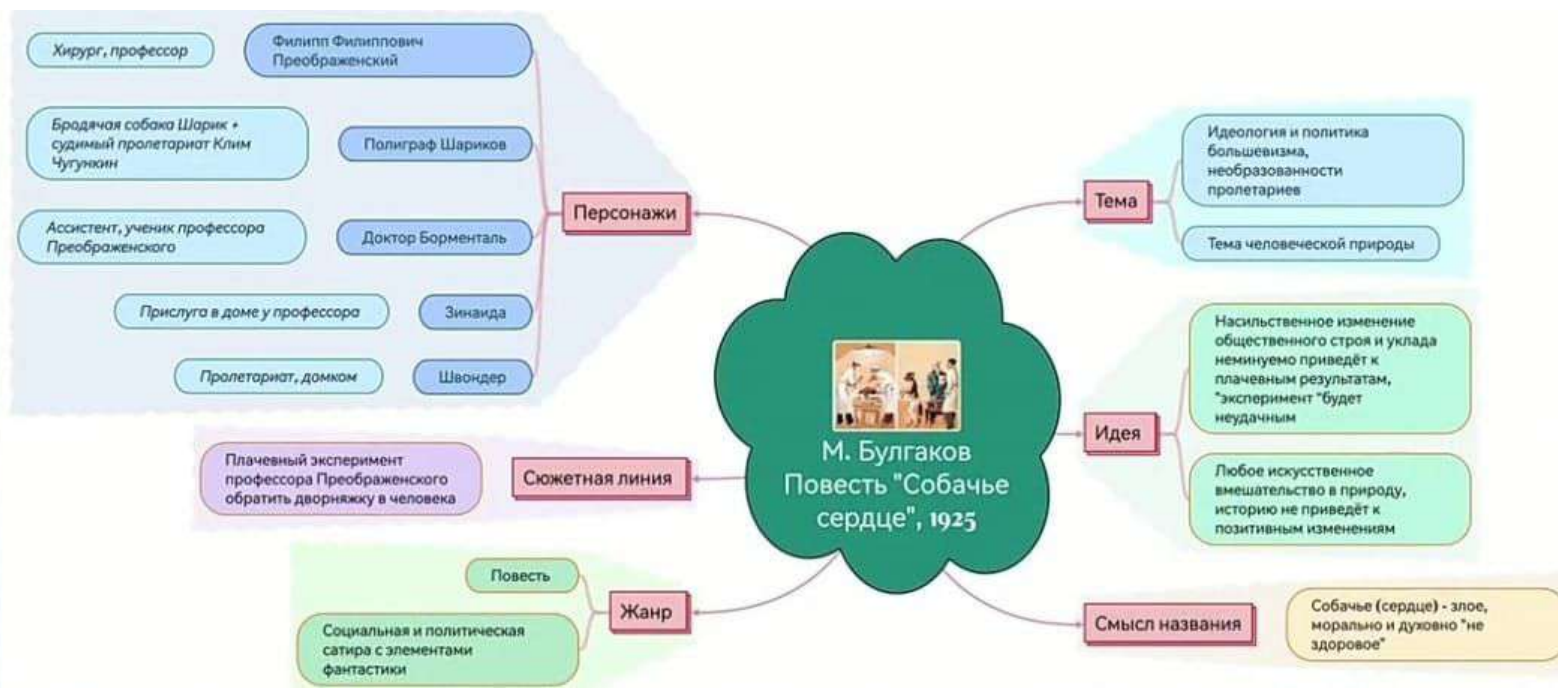 Хирург, профессор
Филипп Филиппович
Преображенский
Бродячая собака Шарик +
судимый пролетариат Клим
Чугункин
Полиграф Шариков
Ассистент, ученик профессора
Преображенского
Доктор Борменталь
Прислуга в доме у профессора
Зинаида
Пролетариат, домком
Швондер
Персонажи
Плачевный эксперимент
профессора Преображенского
обратить дворняжку в человека
Сюжетная линия
Повесть
Социальная и политическая
сатира с элементами
фантастики
Жанр
М. Булгаков
Повесть "Собачье
сердце", 1925
Тема
Идеология и политика
большевизма,
необразованности
пролетариев
Тема человеческой природы
Идея
Насильственное изменение
общественного строя и уклада
неминуемо приведёт к
плачевным результатам,
"эксперимент "будет
неудачным
Любое искусственное
вмешательство в природу,
историю не приведёт к
позитивным изменениям
Смысл названия
Собачье (сердце) - злое,
морально и духовно "не
здоровое"